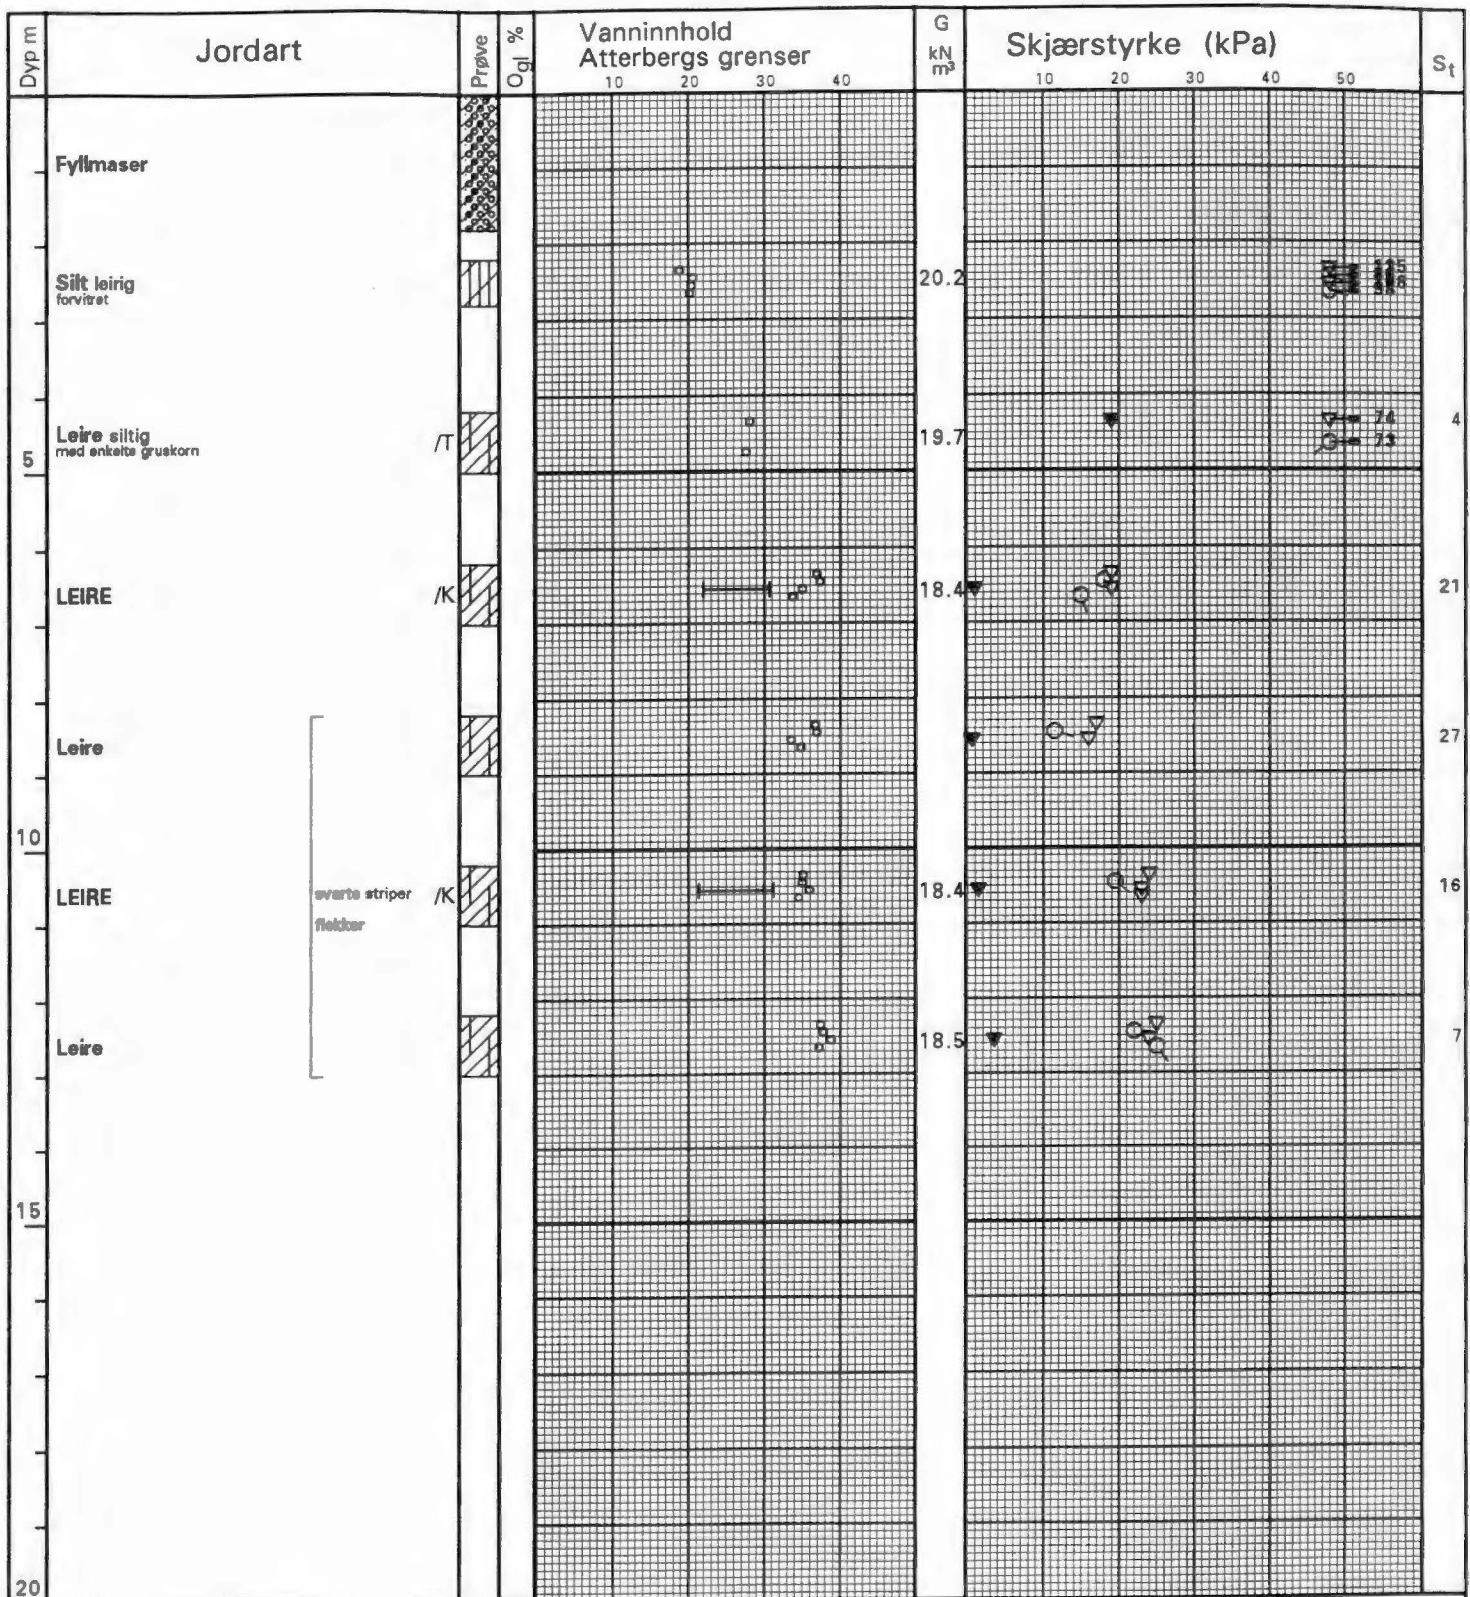 Dyp m
Jordart
Prøve
Ogl %
Vanninnhold
Atterbergs grenser
10 20 30 40
G
kN
m³
Skjærstyrke (kPa)
10 20 30 40 50
St
Fyllmaser
Silt leirig
forvitret
20.2
Leire siltig
med enkelte gruskorn
/T
19.7
74
73
4
5
LEIRE
/K
18.4
21
Leire
27
10
LEIRE
svarte striper
flekker
/K
18.4
16
Leire
18.5
7
15
20